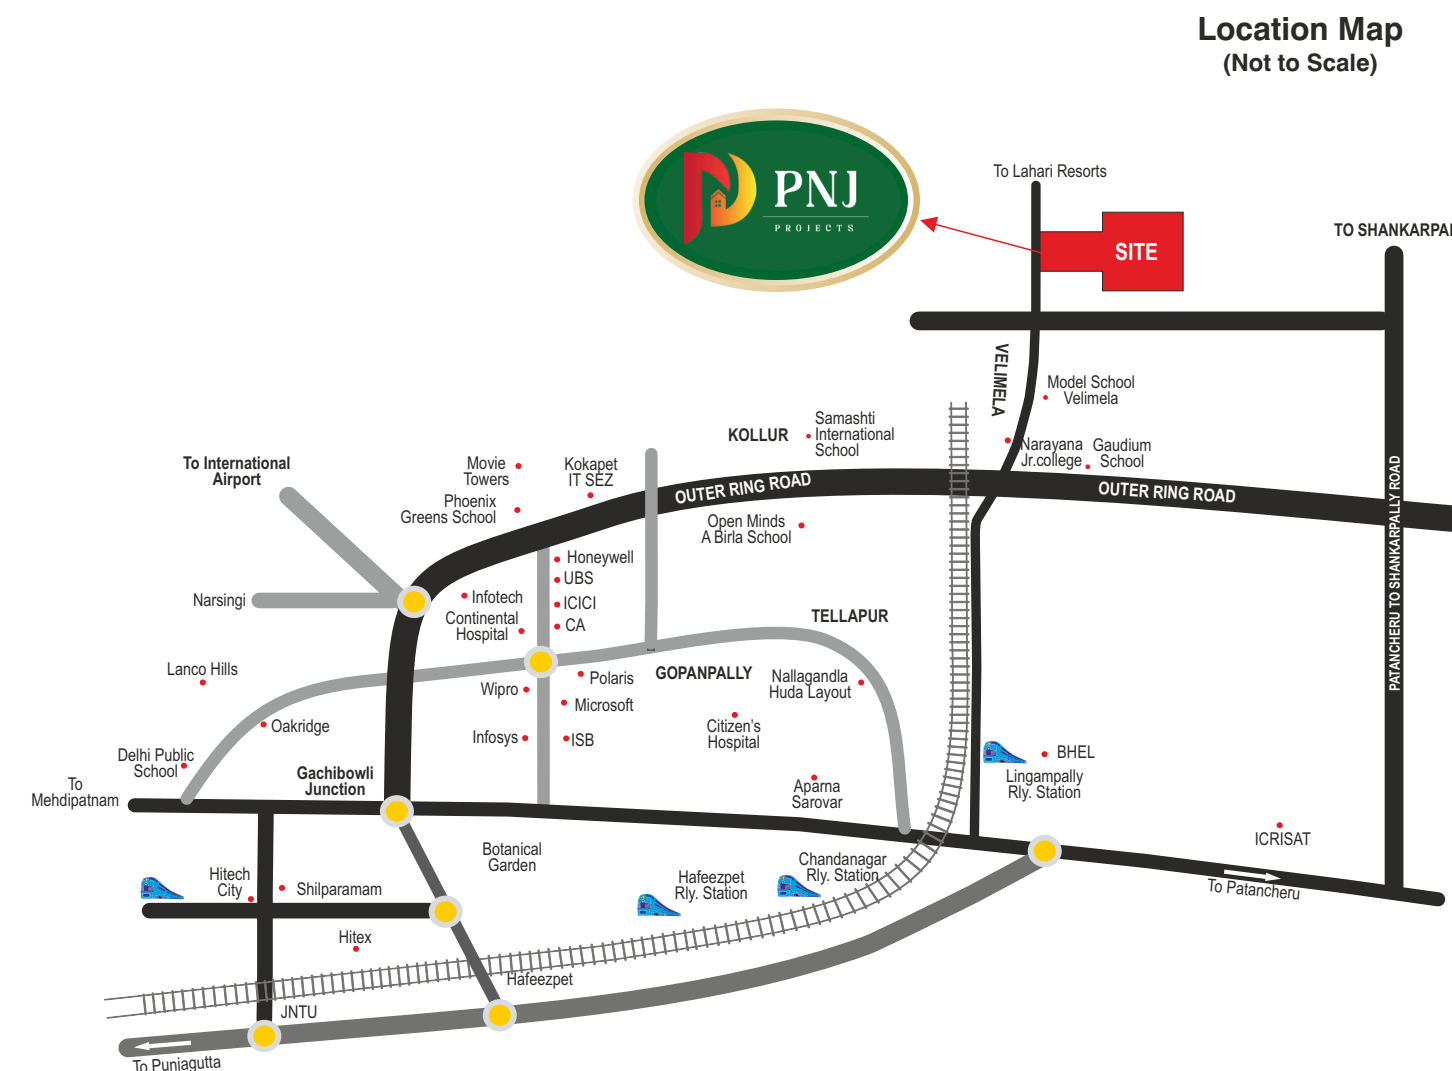 Location Map
(Not to Scale)
PNJ
PROJECTS
To Lahari Resorts
SITE
TO SHANKARPAL
VELIMELA
Model School
Velimela
Samashti
International
School
KOLLUR
Narayana
Jr.college
Gaudium
School
To International
Airport
Movie
Towers
Kokapet
IT SEZ
Phoenix
Greens School
OUTER RING ROAD
OUTER RING ROAD
PATANCHERU TO SHANKARPALLY ROAD
Open Minds
A Birla School
Honeywell
UBS
ICICI
CA
Infotech
Continental
Hospital
Narsingi
TELLAPUR
Lanco Hills
GOPANPALLY
Polaris
Wipro
Microsoft
Nallagandla
Huda Layout
Oakridge
Infosys
ISB
Citizen's
Hospital
Delhi Public
School
Gachibowli
Junction
To
Mehdipatnam
BHEL
Lingampally
Rly. Station
Aparna
Sarovar
ICRISAT
Botanical
Garden
Chandanagar
Rly. Station
Hafeezpet
Rly. Station
To Patancheru
Hitech
City
Shilparamam
Hitex
Hafeezpet
JNTU
To Punjagutta